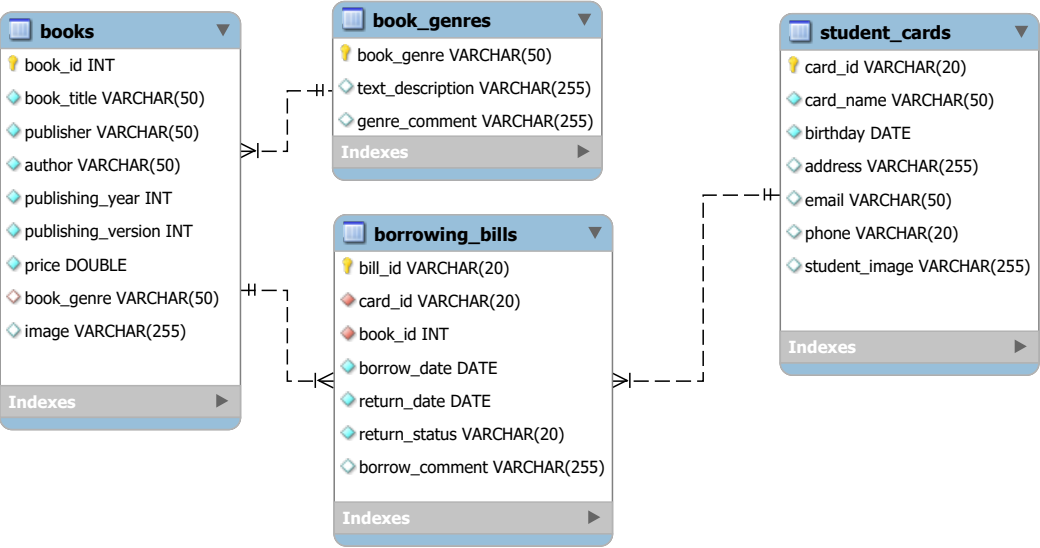 books
book_id INT
book_title VARCHAR(50)
publisher VARCHAR(50)
author VARCHAR(50)
publishing_year INT
publishing_version INT
price DOUBLE
book_genre VARCHAR(50)
image VARCHAR(255)
Indexes
book_genres
book_genre VARCHAR(50)
text_description VARCHAR(255)
genre_comment VARCHAR(255)
Indexes
borrowing_bills
bill_id VARCHAR(20)
card_id VARCHAR(20)
book_id INT
borrow_date DATE
return_date DATE
return_status VARCHAR(20)
borrow_comment VARCHAR(255)
Indexes
student_cards
card_id VARCHAR(20)
card_name VARCHAR(50)
birthday DATE
address VARCHAR(255)
email VARCHAR(50)
phone VARCHAR(20)
student_image VARCHAR(255)
Indexes